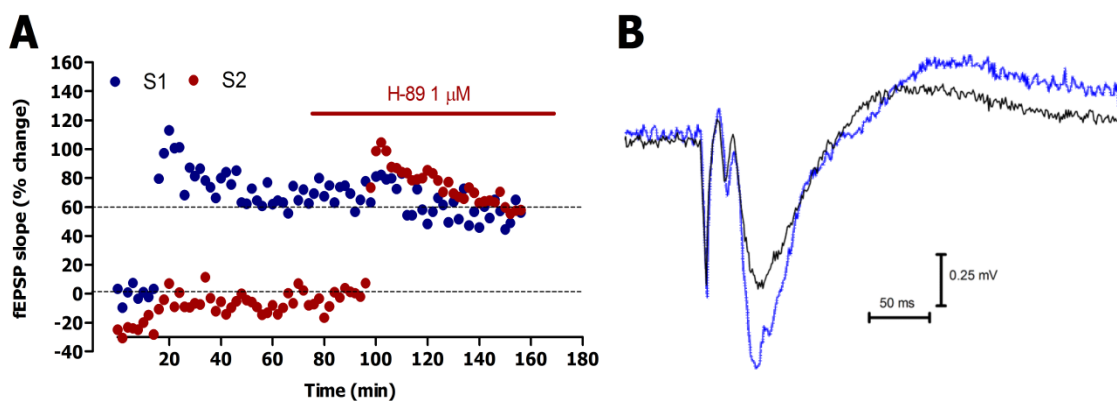 A
B
S1 S2
H-89 1 μM
fEPSP slope (% change)
160
140
120
100
80
60
40
20
0
-20
-40
20 40 60 80 100 120 140 160 180
Time (min)
0.25 mV
50 ms